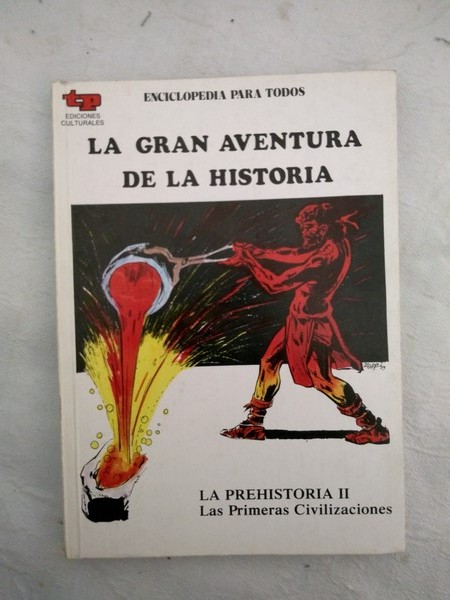 tp
EDICIONES
CULTURALES
ENCICLOPEDIA PARA TODOS
LA GRAN AVENTURA
DE LA HISTORIA
LA PREHISTORIA II
Las Primeras Civilizaciones